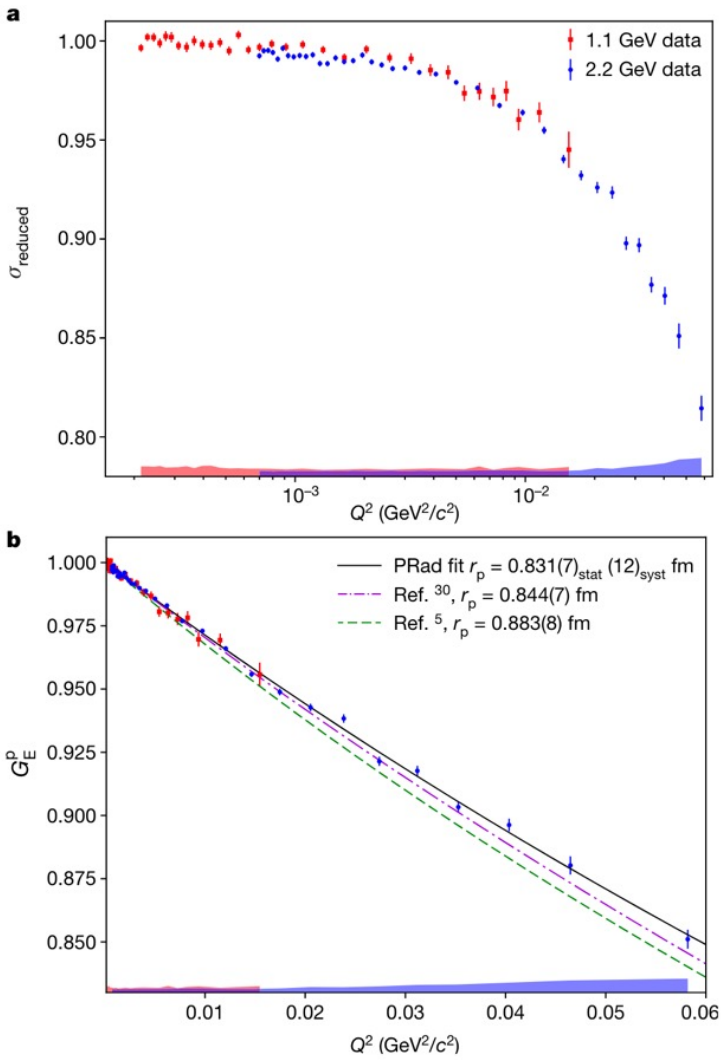 a
1.00
0.95
0.90
0.85
0.80
σreduced
1.1 GeV data
2.2 GeV data
10⁻³
10⁻²
Q² (GeV²/c²)
b
1.000
0.975
0.950
0.925
0.900
0.875
0.850
Gᵖ_E
PRad fit rₚ = 0.831(7)stat (12)syst fm
Ref. ³⁰, rₚ = 0.844(7) fm
Ref. ⁵, rₚ = 0.883(8) fm
0.01
0.02
0.03
0.04
0.05
0.06
Q² (GeV²/c²)